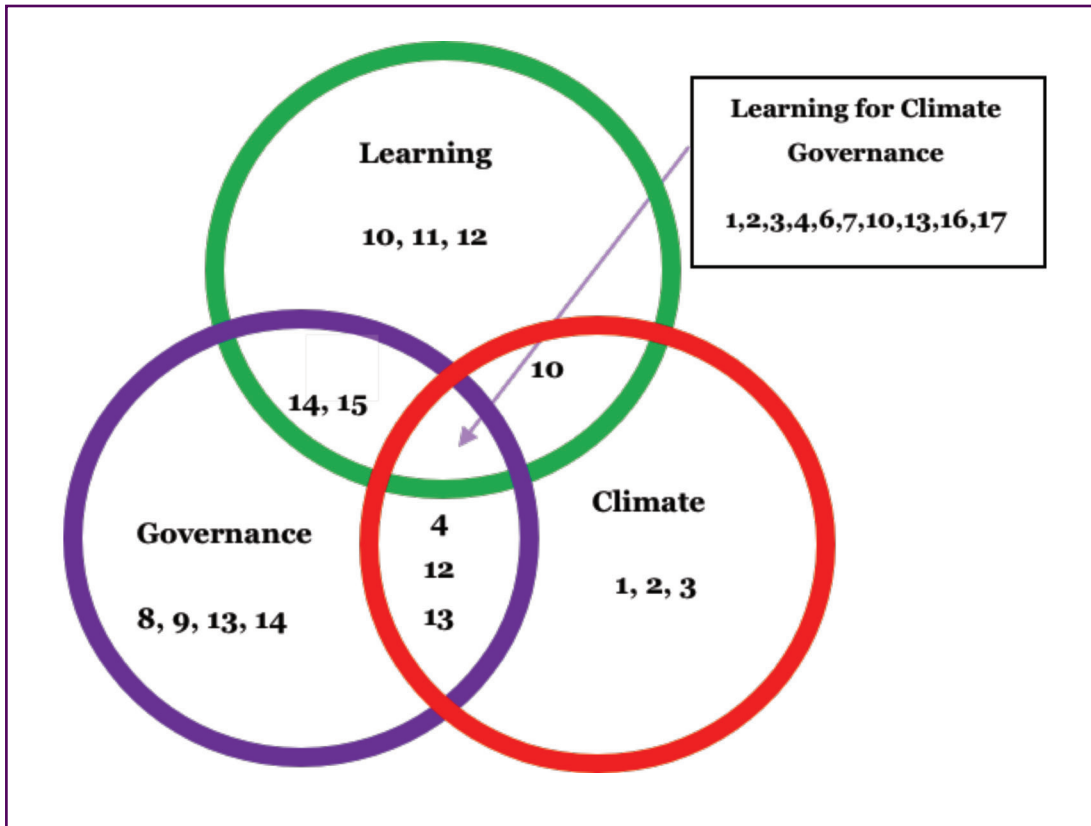 Learning for Climate
Governance
1,2,3,4,6,7,10,13,16,17
Learning
10, 11, 12
10
14, 15
Climate
1, 2, 3
Governance
8, 9, 13, 14
4
12
13